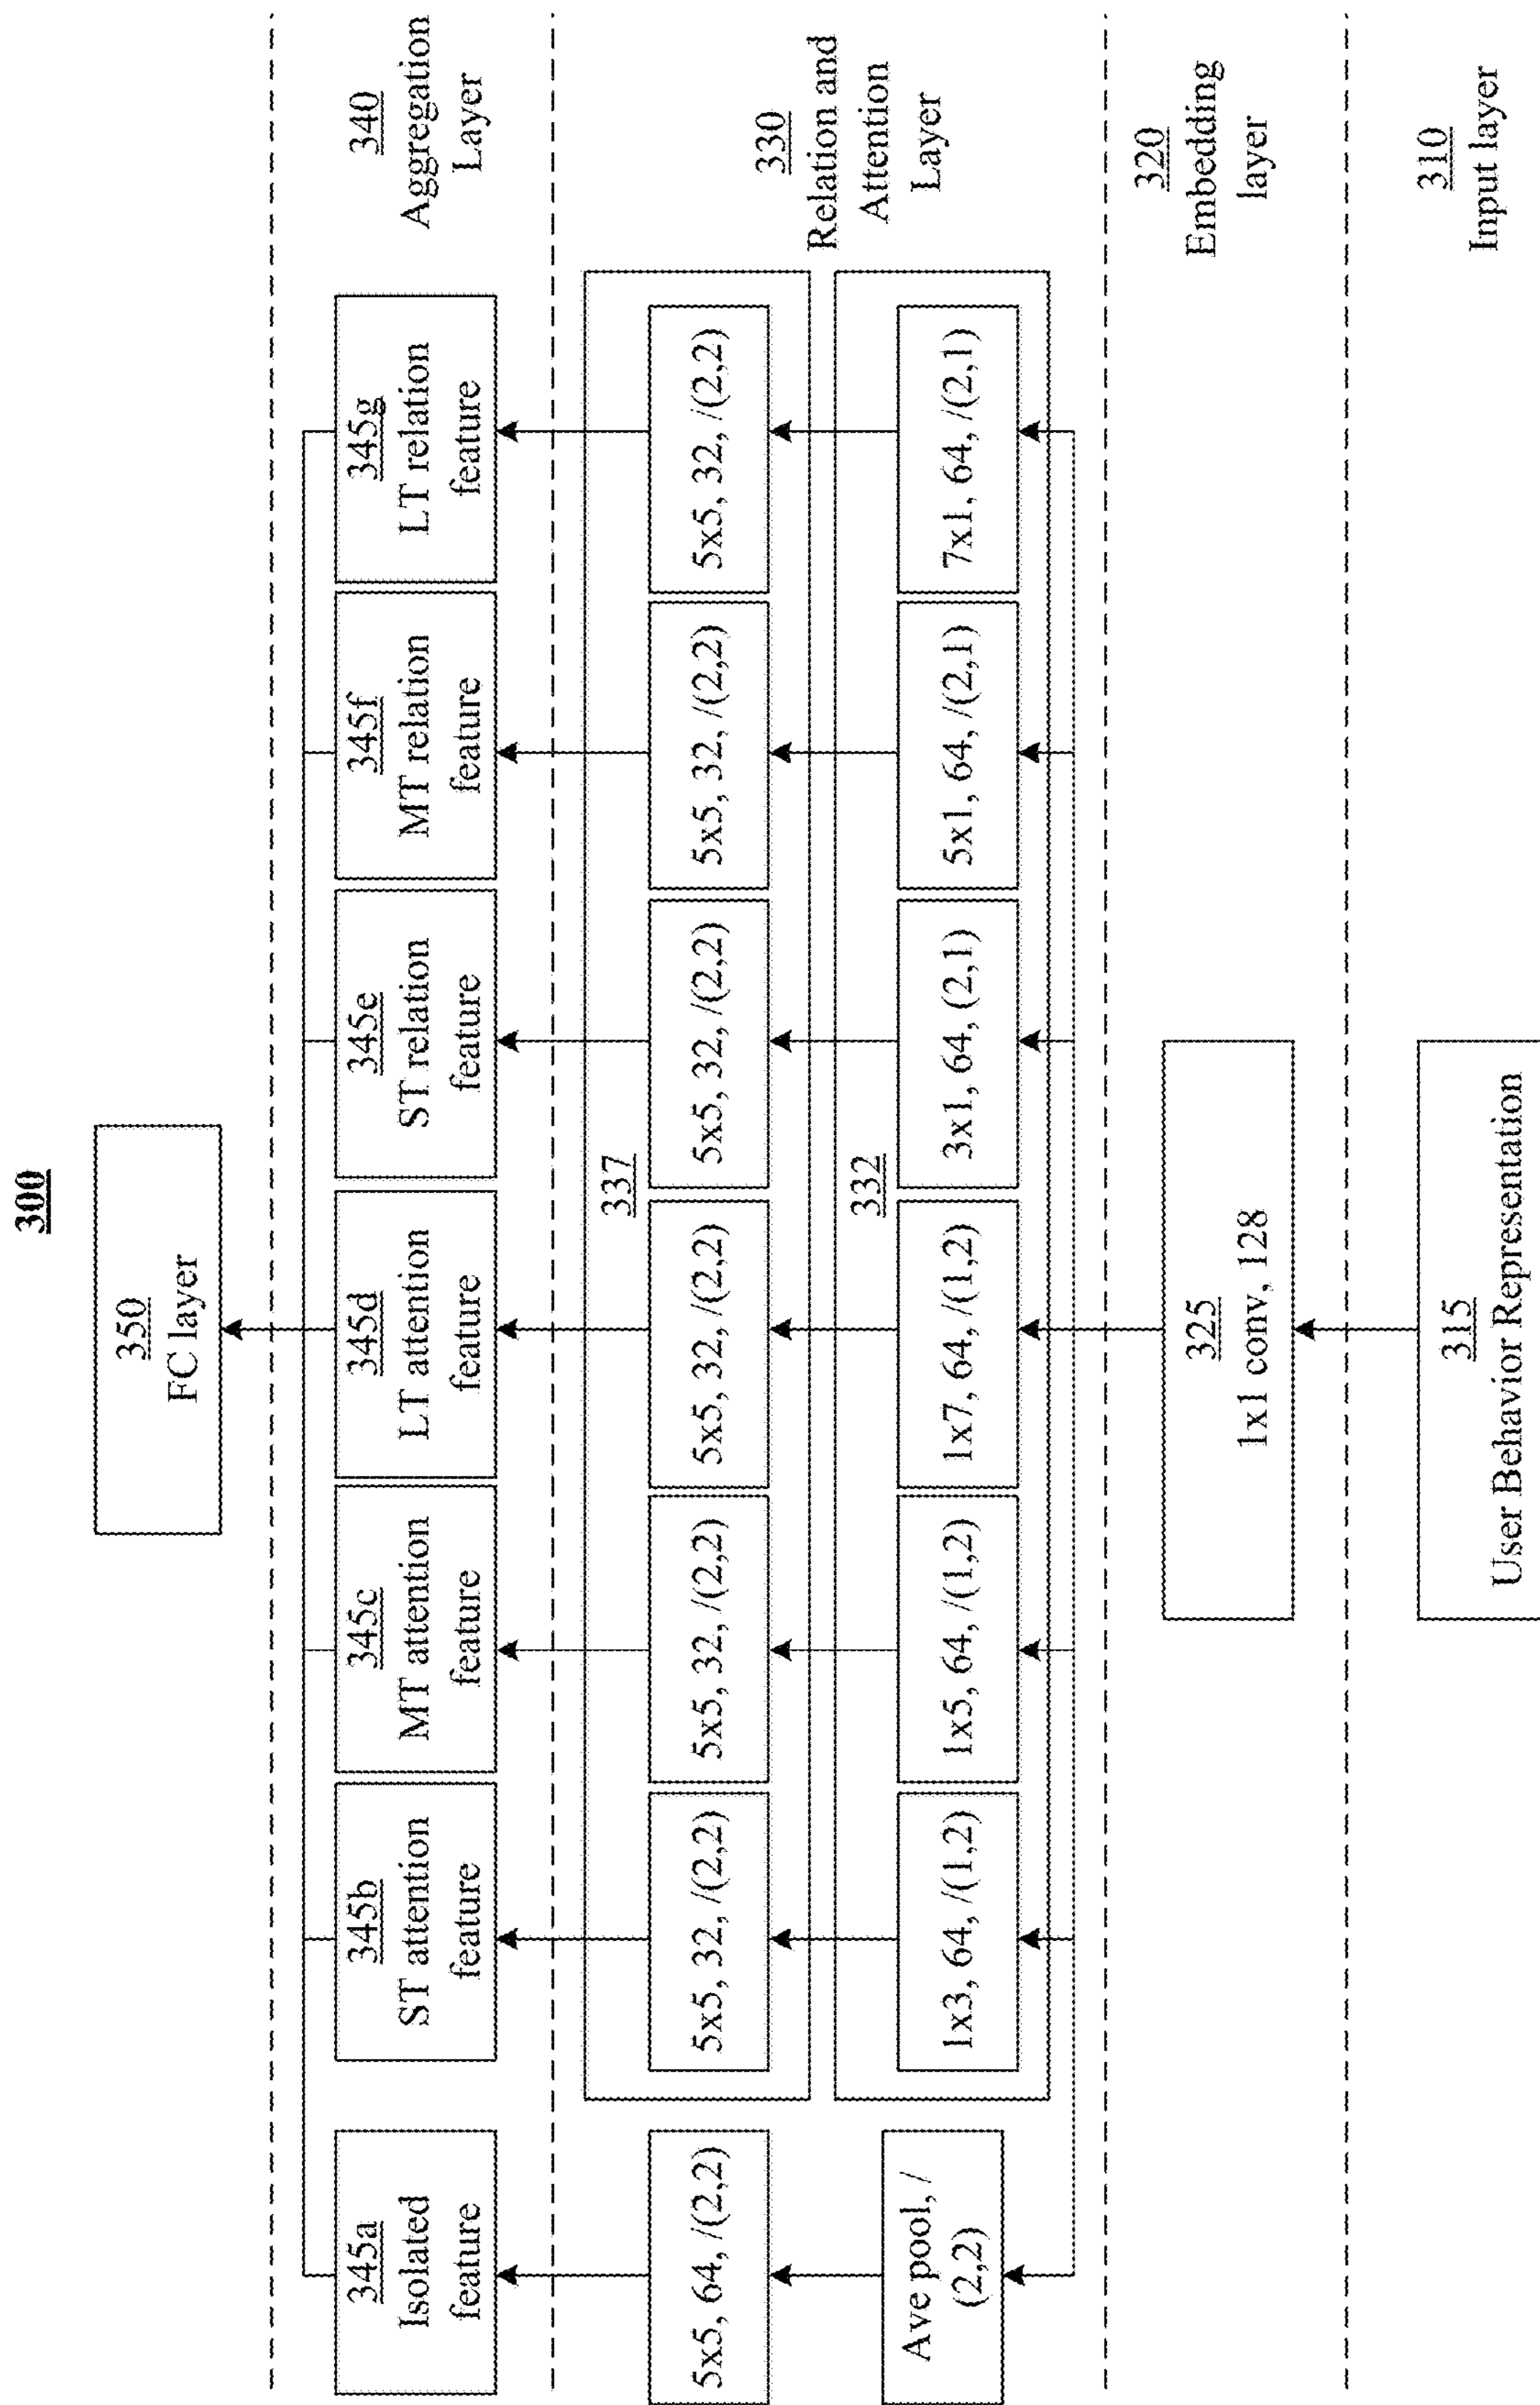 300
350
FC layer
345a
Isolated
feature
345b
ST attention
feature
345c
MT attention
feature
345d
LT attention
feature
345e
ST relation
feature
345f
MT relation
feature
345g
LT relation
feature
340
Aggregation
Layer
337
5x5, 64, /(2,2)
5x5, 32, /(2,2)
5x5, 32, /(2,2)
5x5, 32, /(2,2)
5x5, 32, /(2,2)
5x5, 32, /(2,2)
5x5, 32, /(2,2)
330
Relation and
Attention
Layer
332
Ave pool, /
(2,2)
1x3, 64, /(1,2)
1x5, 64, /(1,2)
1x7, 64, /(1,2)
3x1, 64, (2,1)
5x1, 64, /(2,1)
7x1, 64, /(2,1)
325
1x1 conv, 128
320
Embedding
layer
315
User Behavior Representation
310
Input layer